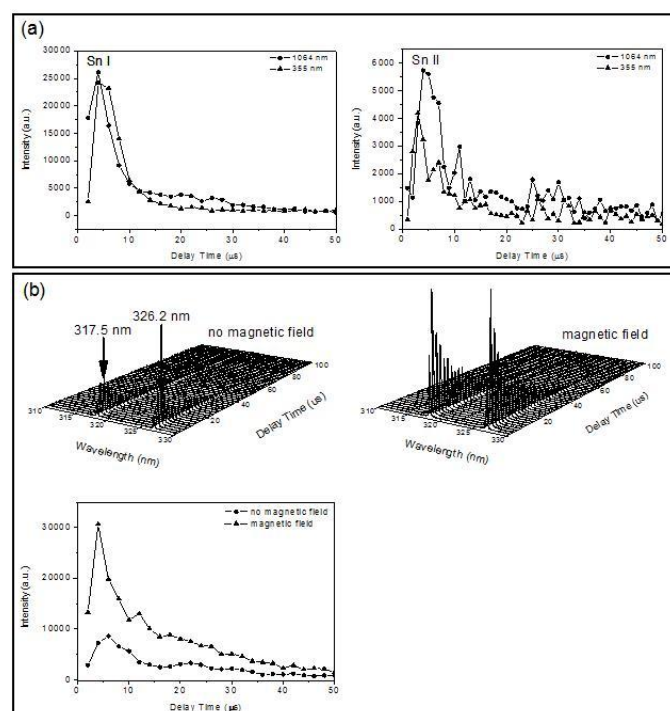 (a)
Sn I
1064 nm
355 nm
30000
25000
20000
15000
10000
5000
0
Intensity (a.u.)
0 10 20 30 40 50
Delay Time (µs)
Sn II
1064 nm
355 nm
6000
5000
4000
3000
2000
1000
0
Intensity (a.u.)
0 10 20 30 40 50
Delay Time (µs)
(b)
317.5 nm
326.2 nm
no magnetic field
310 315 320 325 330
Wavelength (nm)
20 40 60 80 100
Delay Time (us)
magnetic field
310 315 320 325 330
Wavelength (nm)
20 40 60 80 100
Delay Time (us)
no magnetic field
magnetic field
30000
20000
10000
0
Intensity (a.u.)
0 10 20 30 40 50
Delay Time (µs)